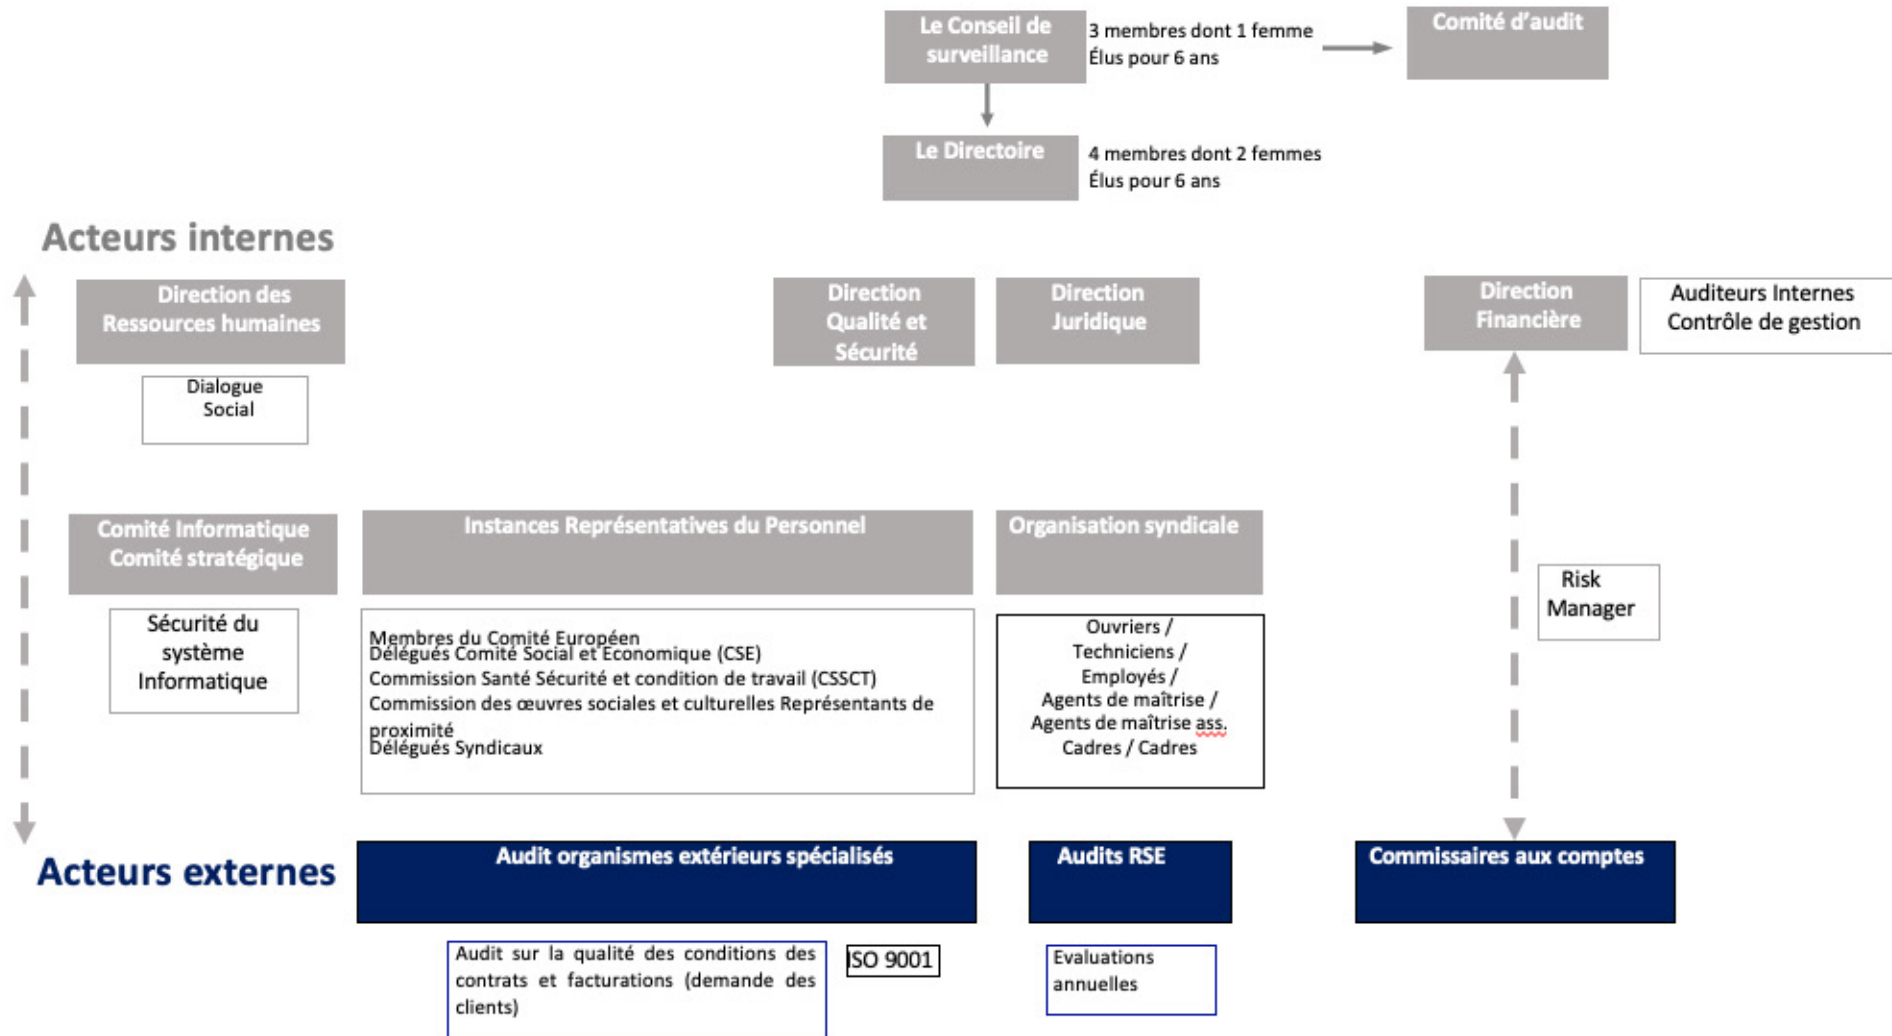 Le Conseil de
surveillance
3 membres dont 1 femme
Élus pour 6 ans
Comité d'audit
Le Directoire
4 membres dont 2 femmes
Élus pour 6 ans
Acteurs internes
Direction des
Ressources humaines
Direction
Qualité et
Sécurité
Direction
Juridique
Direction
Financière
Auditeurs Internes
Contrôle de gestion
Dialogue
Social
Comité Informatique
Comité stratégique
Instances Représentatives du Personnel
Organisation syndicale
Risk
Manager
Sécurité du
système
Informatique
Membres du Comité Européen
Délégués Comité Social et Economique (CSE)
Commission Santé Sécurité et condition de travail (CSSCT)
Commission des œuvres sociales et culturelles Représentants de
proximité
Délégués Syndicaux
Ouvriers /
Techniciens /
Employés /
Agents de maîtrise /
Agents de maîtrise ass.
Cadres / Cadres
Acteurs externes
Audit organismes extérieurs spécialisés
Audits RSE
Commissaires aux comptes
Audit sur la qualité des conditions des
contrats et facturations (demande des
clients)
ISO 9001
Evaluations
annuelles